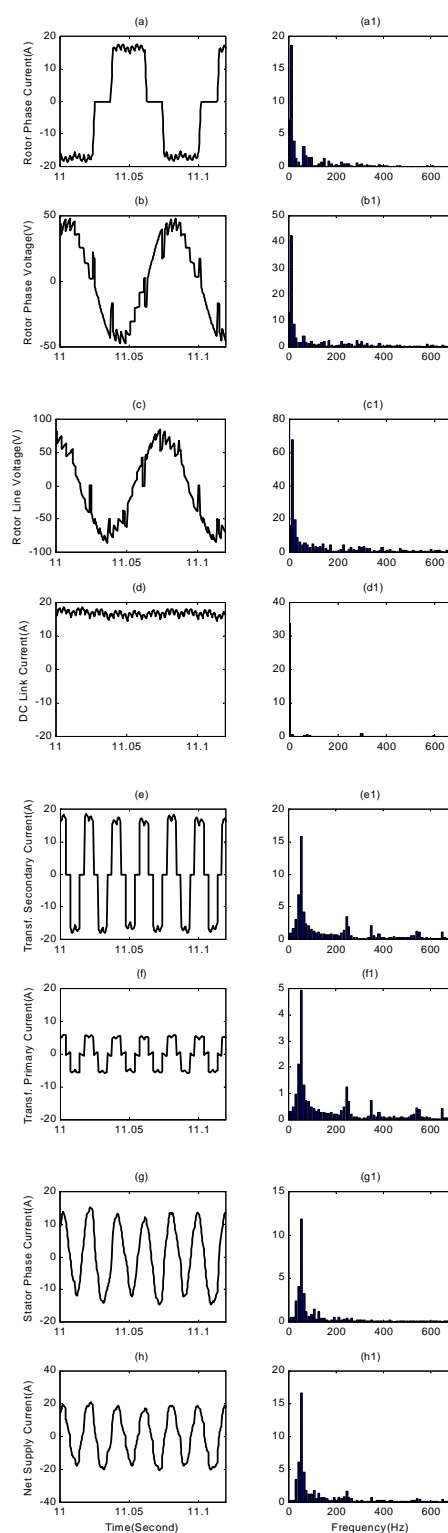 (a) (a1)
Rotor Phase Current(A)
20 10 0 -10 -20
11 11.05 11.1
20 15 10 5 0
0 200 400 600
(b) (b1)
Rotor Phase Voltage(V)
50 0 -50
11 11.05 11.1
50 40 30 20 10 0
0 200 400 600
(c) (c1)
Rotor Line Voltage(V)
100 50 0 -50 -100
11 11.05 11.1
80 60 40 20 0
0 200 400 600
(d) (d1)
DC Link Current(A)
20 10 0 -10 -20
11 11.05 11.1
40 30 20 10 0
0 200 400 600
(e) (e1)
Transf. Secondary Current(A)
20 10 0 -10 -20
11 11.05 11.1
20 15 10 5 0
0 200 400 600
(f) (f1)
Transf. Primary Current(A)
20 10 0 -10 -20
11 11.05 11.1
5 4 3 2 1 0
0 200 400 600
(g) (g1)
Stator Phase Current(A)
20 10 0 -10 -20
11 11.05 11.1
15 10 5 0
0 200 400 600
(h) (h1)
Net Supply Current(A)
40 20 0 -20 -40
11 11.05 11.1
20 15 10 5 0
0 200 400 600
Time(Second) Frequency(Hz)